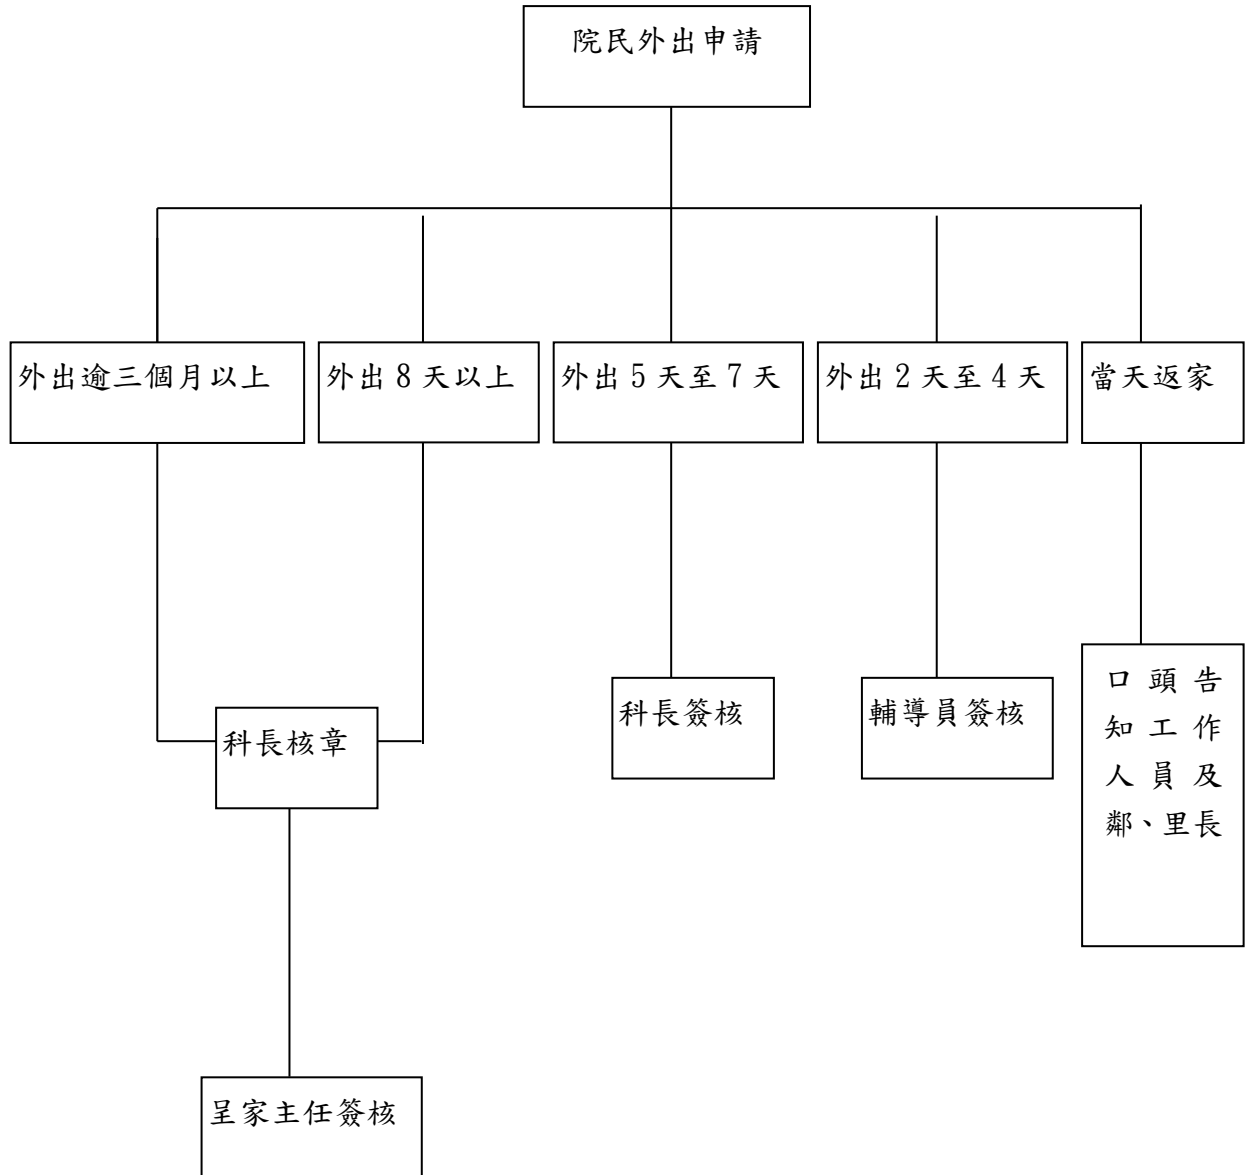 院民外出申請
外出逾三個月以上
外出8天以上
外出5天至7天
外出2天至4天
當天返家
口頭告
知工作
人員及
鄰、里長
科長簽核
輔導員簽核
科長核章
呈家主任簽核